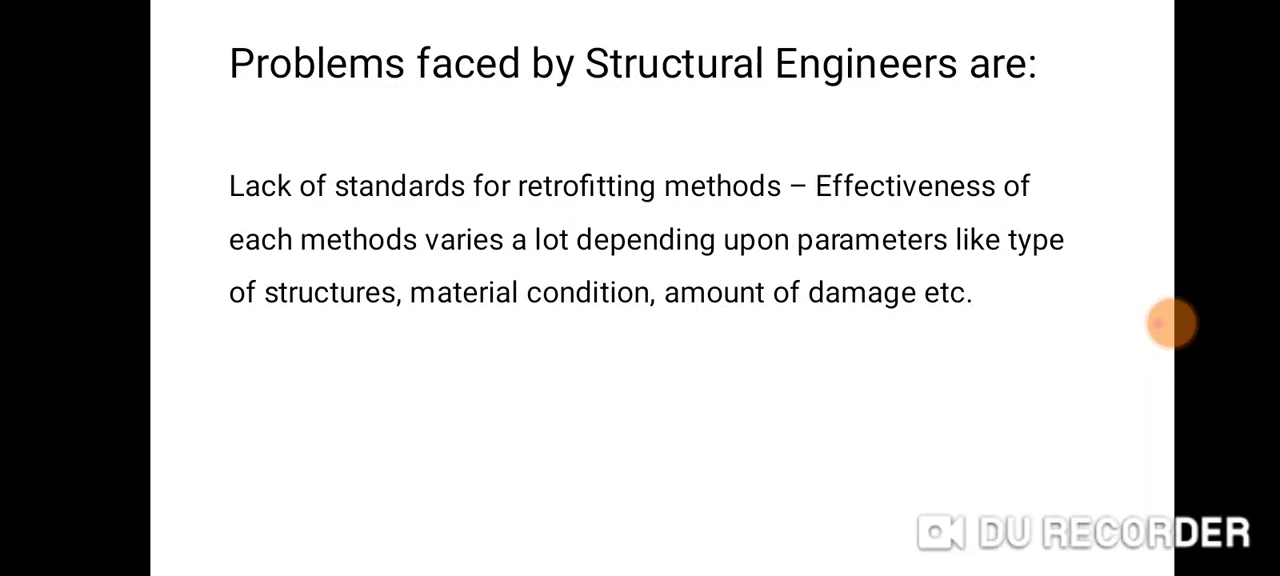 Problems faced by Structural Engineers are:
Lack of standards for retrofitting methods – Effectiveness of
each methods varies a lot depending upon parameters like type
of structures, material condition, amount of damage etc.
DU RECORDER